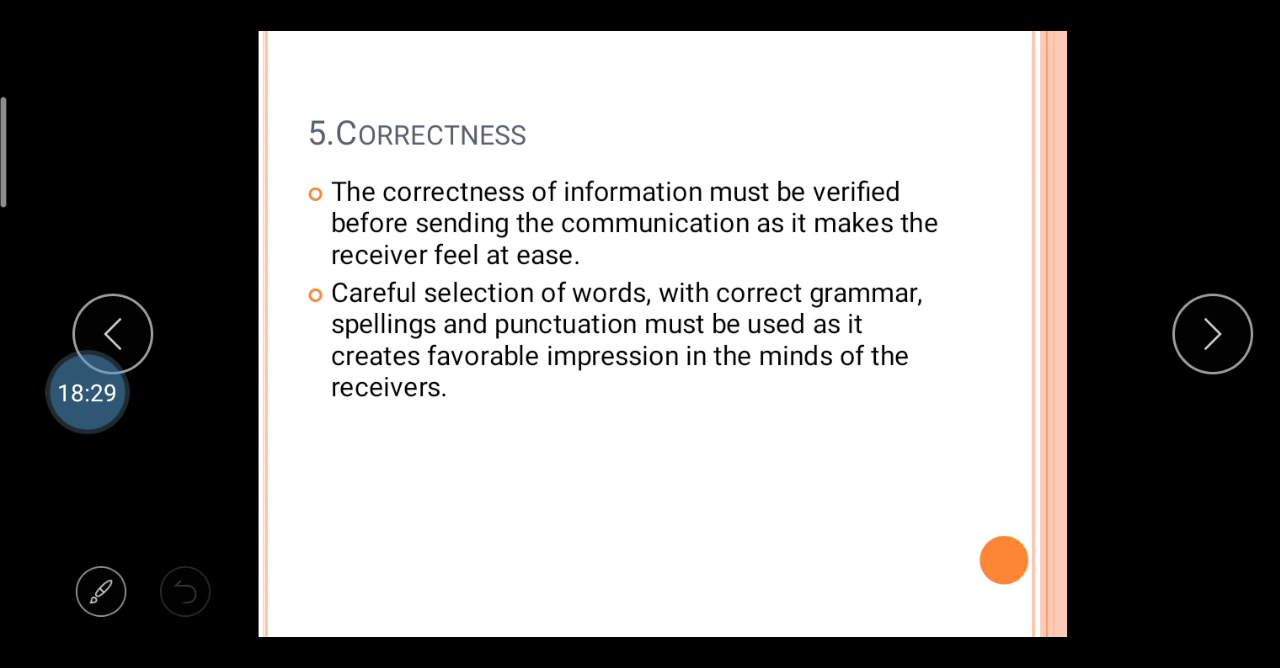 5.CORRECTNESS
The correctness of information must be verified
before sending the communication as it makes the
receiver feel at ease.
Careful selection of words, with correct grammar,
spellings and punctuation must be used as it
creates favorable impression in the minds of the
receivers.
18:29